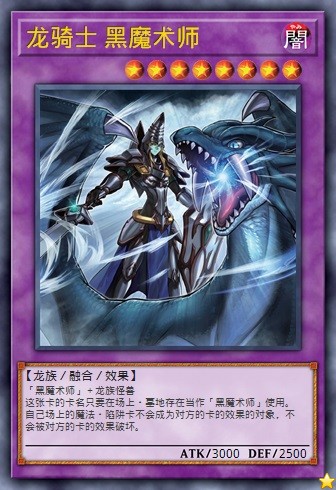 龙骑士 黑魔术师
闇
【龙族／融合／效果】
「黑魔术师」＋龙族怪兽
这张卡的卡名只要在场上・墓地存在当作「黑魔术师」使用。
自己场上的魔法・陷阱卡不会成为对方的卡的效果的对象，不
会被对方的卡的效果破坏。
ATK/3000 DEF/2500